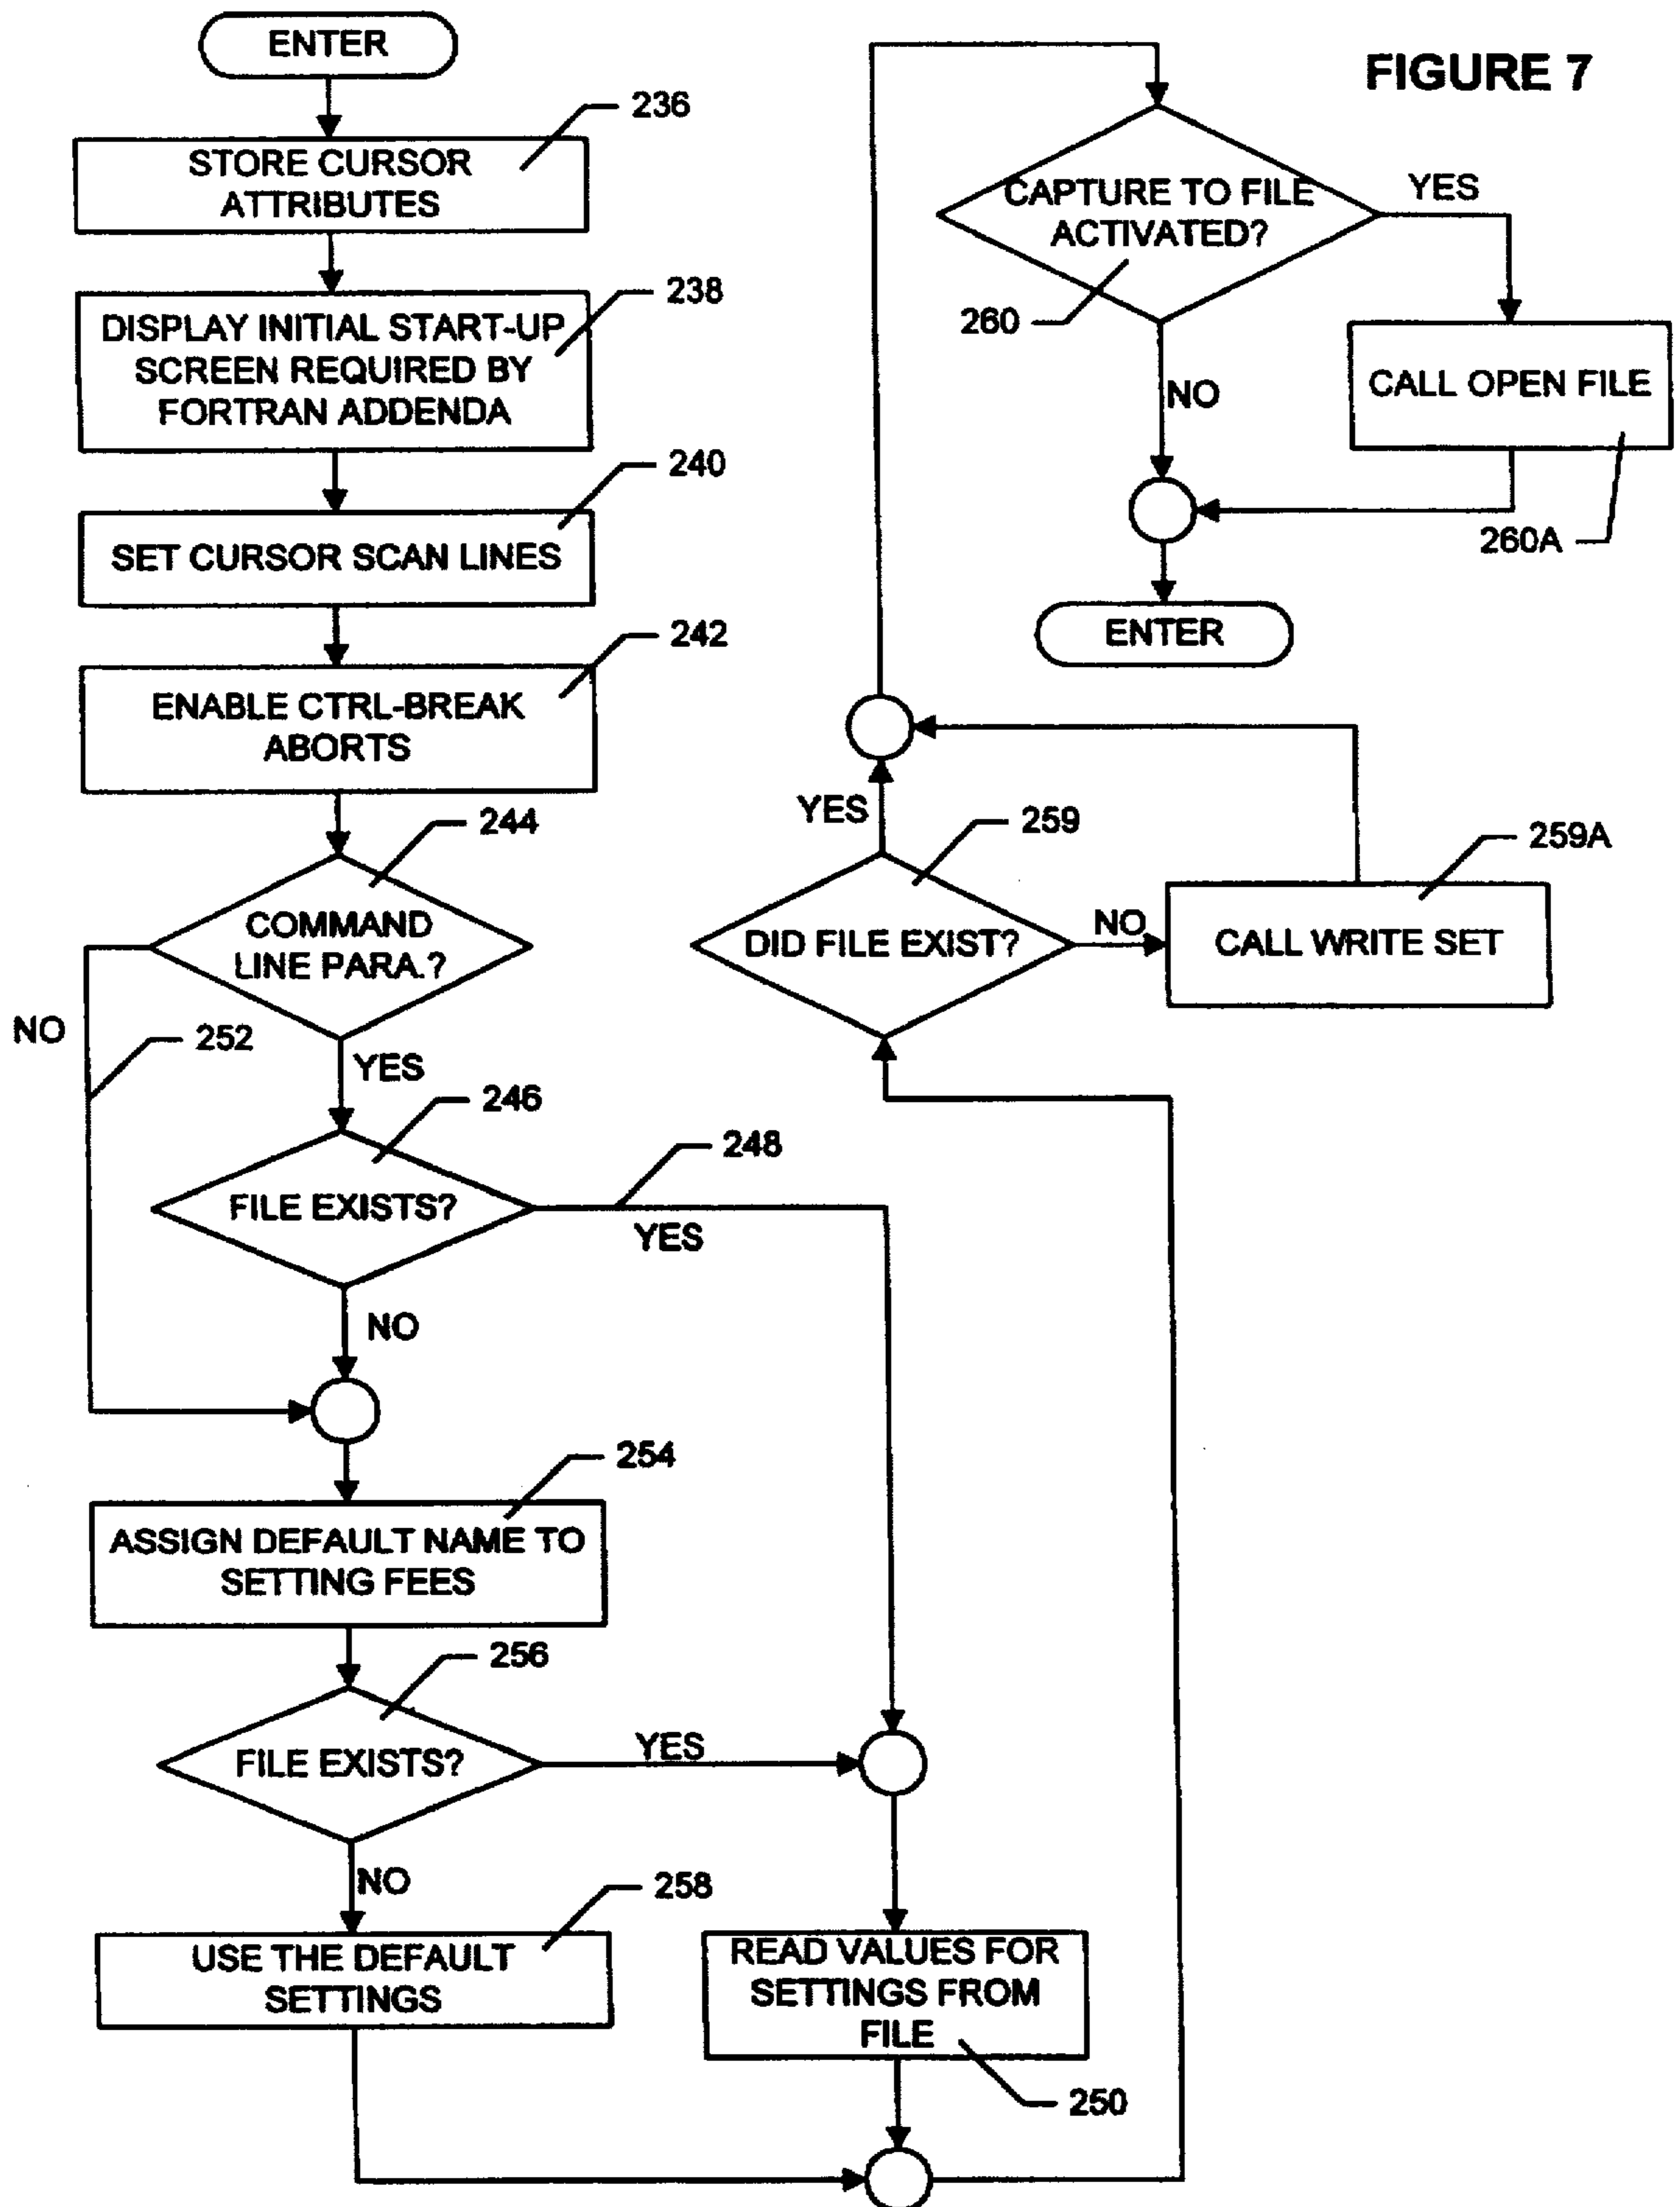 FIGURE 7
ENTER
236
STORE CURSOR
ATTRIBUTES
238
DISPLAY INITIAL START-UP
SCREEN REQUIRED BY
FORTRAN ADDENDA
240
SET CURSOR SCAN LINES
242
ENABLE CTRL-BREAK
ABORTS
244
COMMAND
LINE PARA.?
NO
252
YES
246
248
FILE EXISTS?
YES
NO
254
ASSIGN DEFAULT NAME TO
SETTING FEES
256
FILE EXISTS?
YES
NO
258
USE THE DEFAULT
SETTINGS
READ VALUES FOR
SETTINGS FROM
FILE
250
259
DID FILE EXIST?
YES
NO
259A
CALL WRITE SET
CAPTURE TO FILE
ACTIVATED?
YES
260
NO
CALL OPEN FILE
260A
ENTER